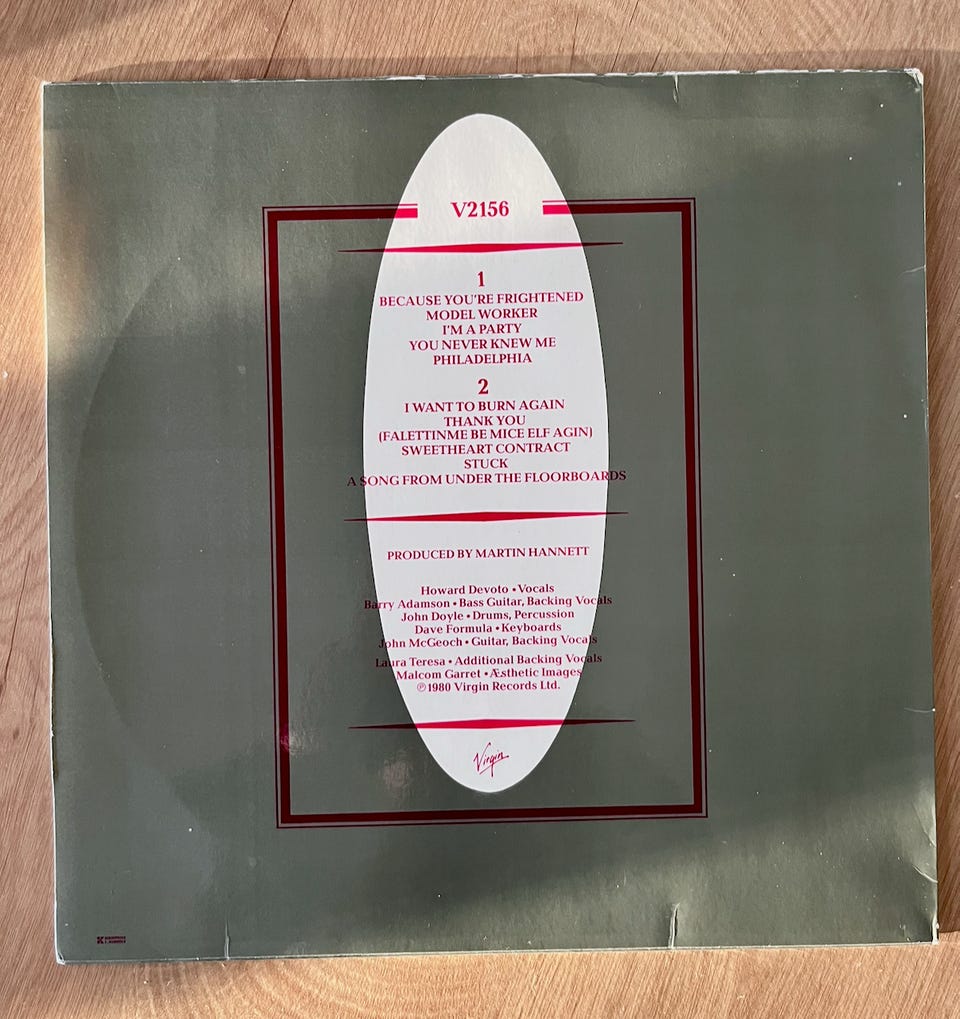 V2156
1
BECAUSE YOU'RE FRIGHTENED
MODEL WORKER
I'M A PARTY
YOU NEVER KNEW ME
PHILADELPHIA
2
I WANT TO BURN AGAIN
THANK YOU
(FALETTINME BE MICE ELF AGIN)
SWEETHEART CONTRACT
STUCK
A SONG FROM UNDER THE FLOORBOARDS
PRODUCED BY MARTIN HANNETT
Howard Devoto • Vocals
Barry Adamson • Bass Guitar, Backing Vocals
John Doyle • Drums, Percussion
Dave Formula • Keyboards
John McGeoch • Guitar, Backing Vocals
Laura Teresa • Additional Backing Vocals
Malcom Garret • Æsthetic Images
℗1980 Virgin Records Ltd.
Virgin